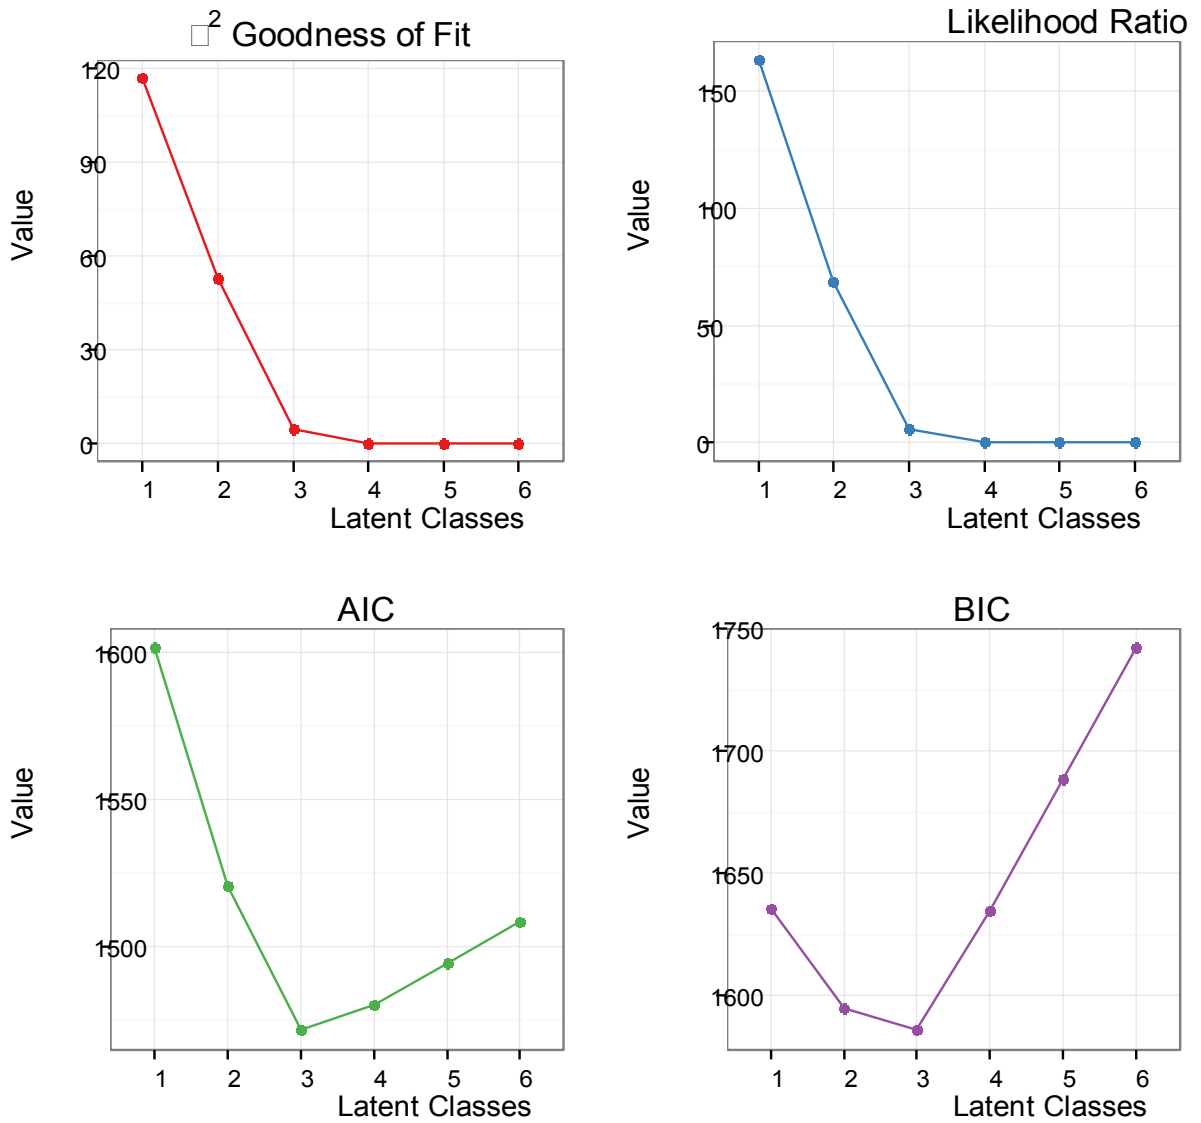 □² Goodness of Fit
Value
120
90
60
30
0
1 2 3 4 5 6
Latent Classes
Likelihood Ratio
Value
150
100
50
0
1 2 3 4 5 6
Latent Classes
AIC
Value
1600
1550
1500
1 2 3 4 5 6
Latent Classes
BIC
Value
1750
1700
1650
1600
1 2 3 4 5 6
Latent Classes